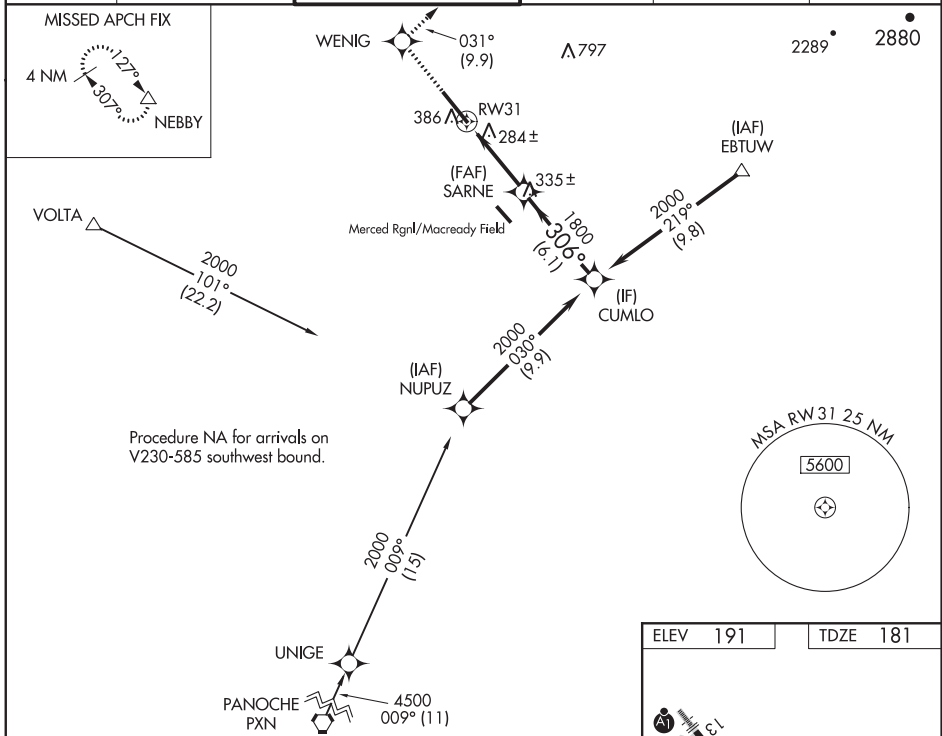 MISSED APCH FIX
4 NM
127°
307°
NEBBY
WENIG
031°
(9.9)
797
2289
2880
386
RW31
284±
(IAF)
EBTUW
(FAF)
SARNE
335±
VOLTA
Merced Rgnl/Macready Field
2000
219°
(9.8)
1800
306°
(6.1)
2000
101°
(22.2)
(IF)
CUMLO
2000
030°
(9.9)
(IAF)
NUPUZ
Procedure NA for arrivals on
V230-585 southwest bound.
MSA RW 31 25 NM
5600
2000
009°
(15)
UNIGE
PANOCHE
PXN
4500
009° (11)
ELEV 191
TDZE 181
A1
13